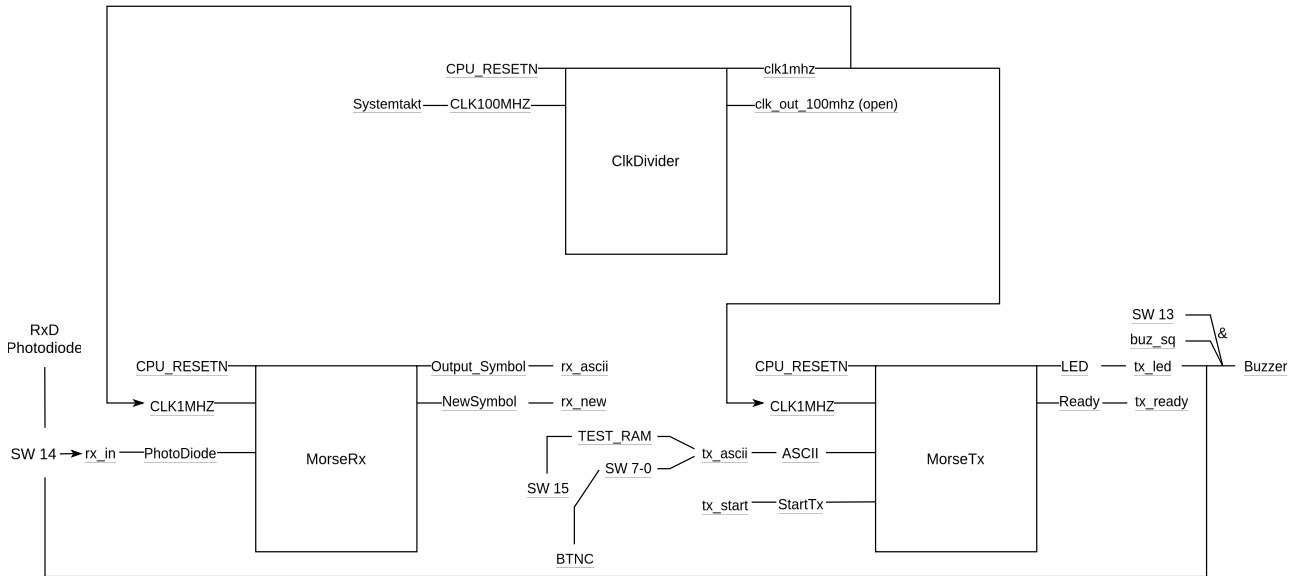 CPU_RESETN
clk1mhz
Systemtakt
CLK100MHZ
clk_out_100mhz (open)
ClkDivider
RxD
Photodiode
SW 14
rx_in
PhotoDiode
CPU_RESETN
CLK1MHZ
MorseRx
Output_Symbol
rx_ascii
NewSymbol
rx_new
TEST_RAM
SW 15
SW 7-0
BTNC
CPU_RESETN
CLK1MHZ
tx_ascii
ASCII
tx_start
StartTx
MorseTx
SW 13
&
buz_sq
LED
tx_led
Buzzer
Ready
tx_ready